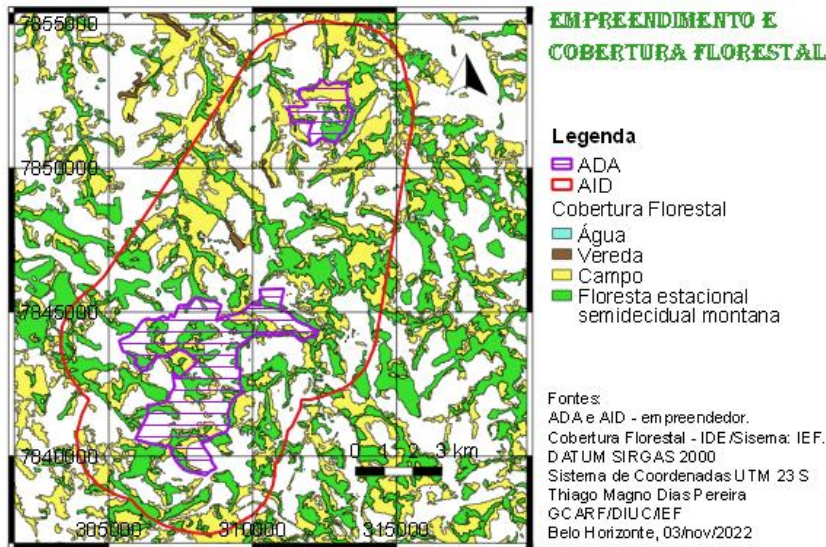 EMPREENDIMENTO E
COBERTURA FLORESTAL
Legenda
ADA
AID
Cobertura Florestal
Água
Vereda
Campo
Floresta estacional
semidecidual montana
Fontes:
ADA e AID - empreendedor.
Cobertura Florestal - IDE/Sisema: IEF.
DATUM SIRGAS 2000
Sistema de Coordenadas UTM 23 S
Thiago Magno Dias Pereira
GCARF/DIUC/IEF
Belo Horizonte, 03/nov/2022
7855000
7850000
7845000
7840000
0 1 2 3 km
305000 310000 315000